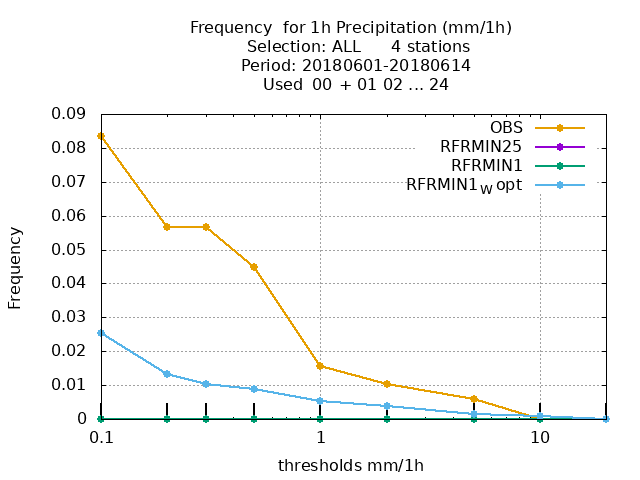 Frequency  for 1h Precipitation (mm/1h)
Selection: ALL      4 stations
Period: 20180601-20180614
Used  00  + 01 02 ... 24
0.09
0.08
0.07
0.06
0.05
0.04
0.03
0.02
0.01
0
Frequency
OBS
RFRMIN25
RFRMIN1
RFRMIN1W opt
0.1
1
10
thresholds mm/1h